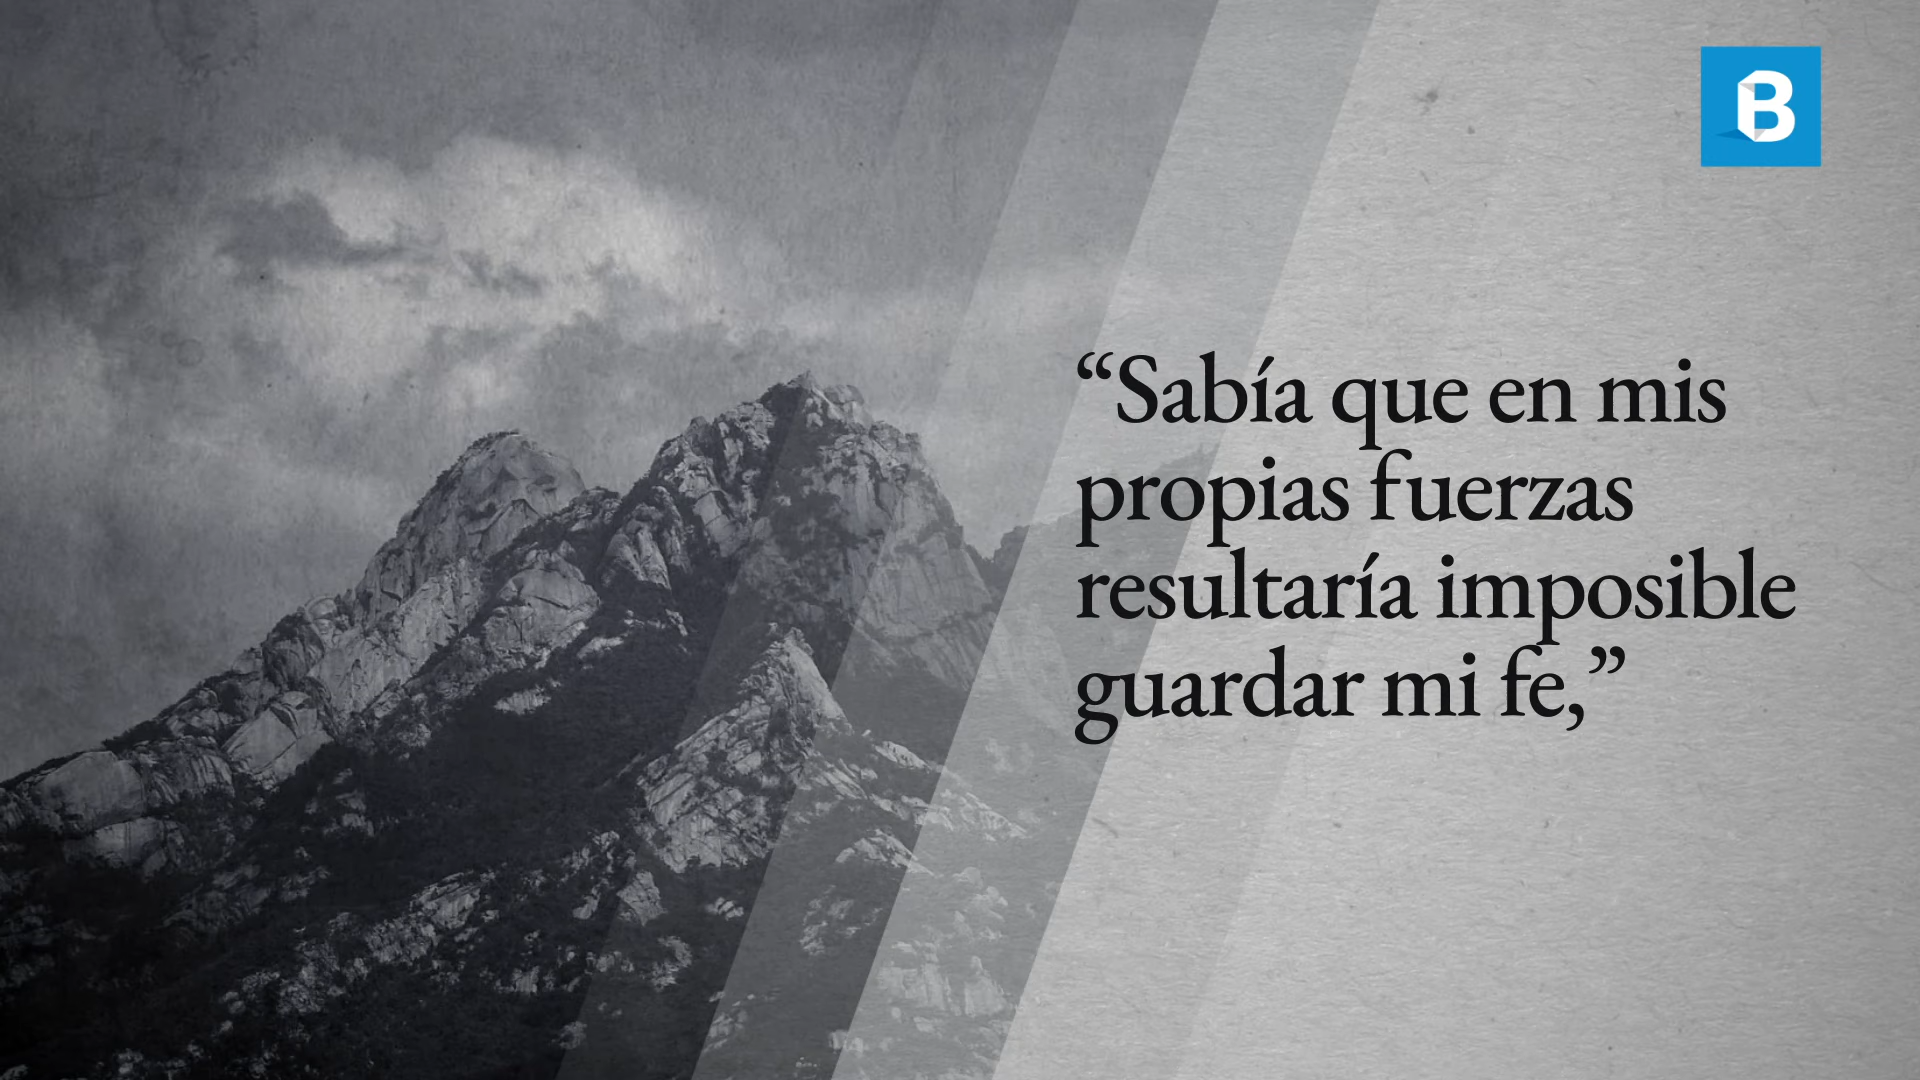 B
“Sabía que en mis
propias fuerzas
resultaría imposible
guardar mi fe,”